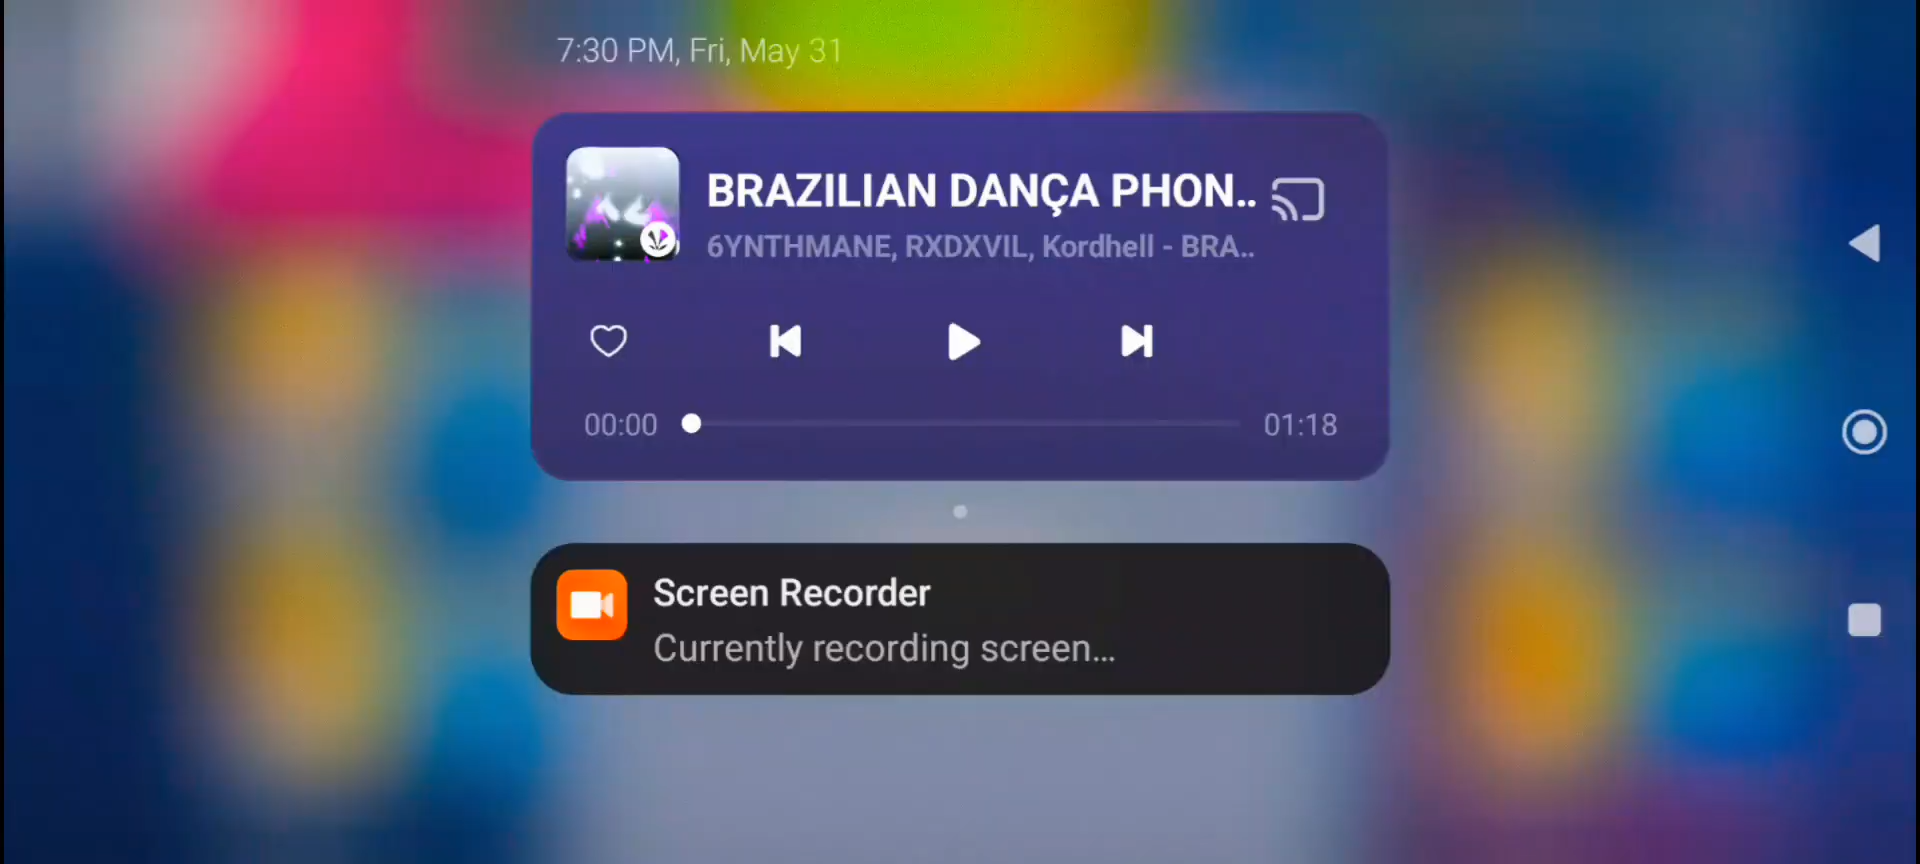 7:30 PM, Fri, May 31
BRAZILIAN DANÇA PHON..
6YNTHMANE, RXDXVIL, Kordhell - BRA..
00:00
01:18
Screen Recorder
Currently recording screen...